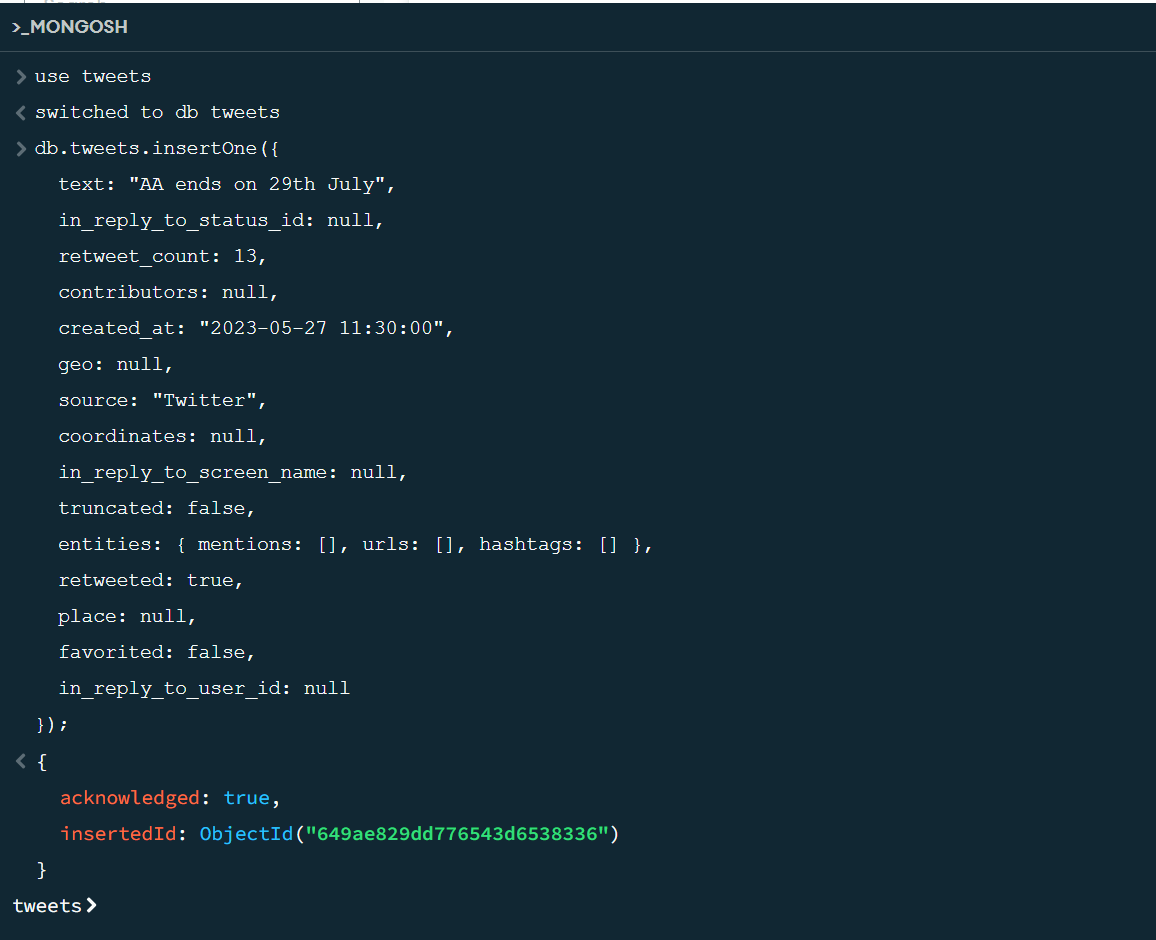 >_MONGOSH
> use tweets
< switched to db tweets
> db.tweets.insertOne({
text: "AA ends on 29th July",
in_reply_to_status_id: null,
retweet_count: 13,
contributors: null,
created_at: "2023-05-27 11:30:00",
geo: null,
source: "Twitter",
coordinates: null,
in_reply_to_screen_name: null,
truncated: false,
entities: { mentions: [], urls: [], hashtags: [] },
retweeted: true,
place: null,
favorited: false,
in_reply_to_user_id: null
});
< {
acknowledged: true,
insertedId: ObjectId("649ae829dd776543d6538336")
}
tweets>